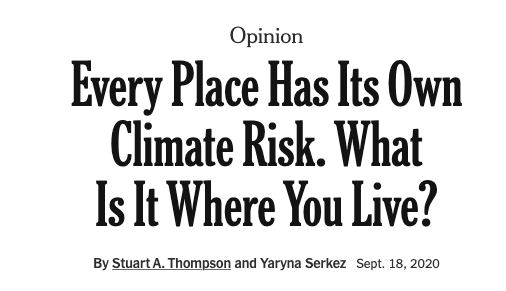 Opinion
Every Place Has Its Own
Climate Risk. What
Is It Where You Live?
By Stuart A. Thompson and Yaryna Serkez Sept. 18, 2020